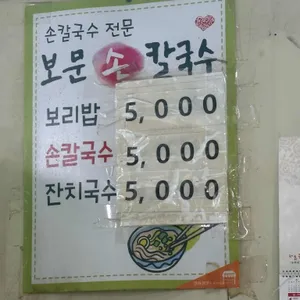 손칼국수 전문
보문 손 칼국수
보리밥 5,000
손칼국수 5,000
잔치국수 5,000